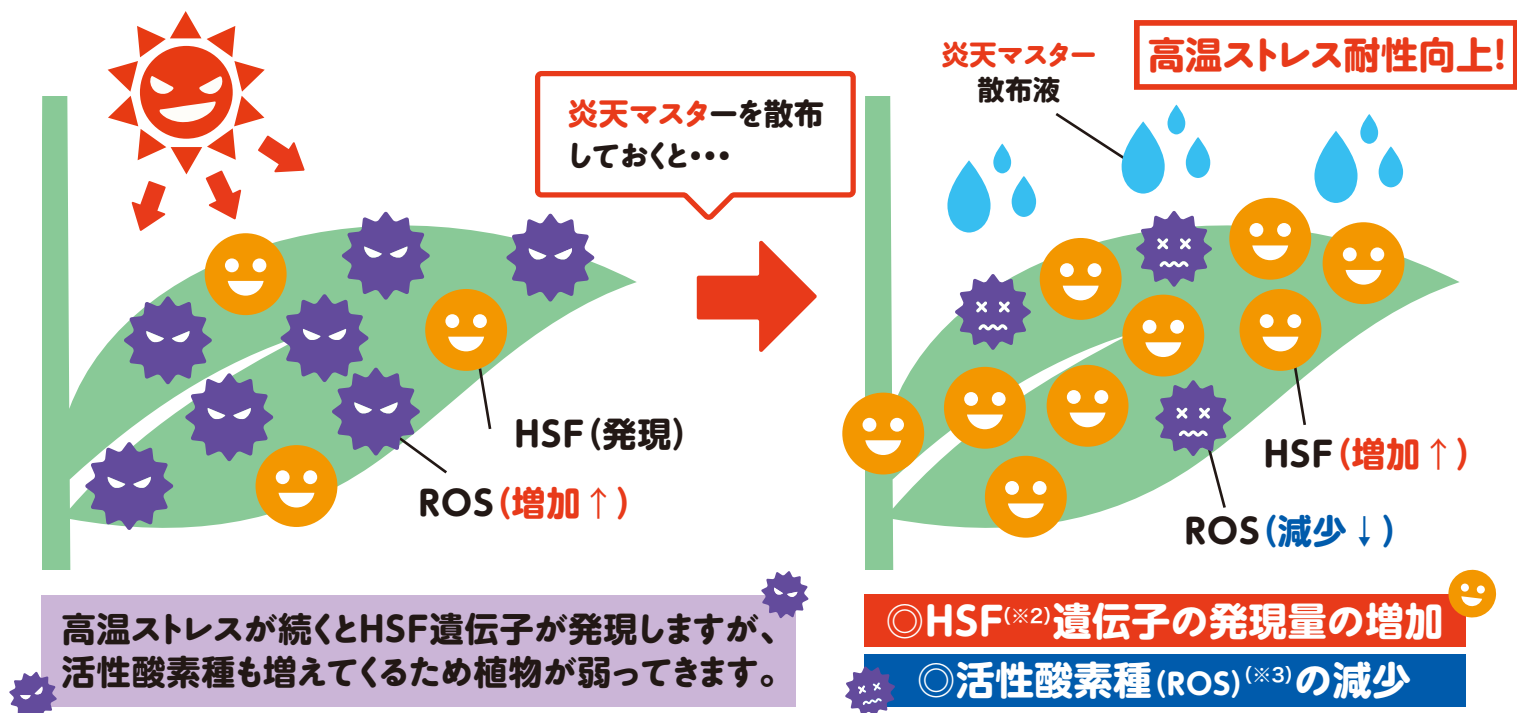 炎天マスターを散布
しておくと・・・
HSF(発現)
ROS(増加↑)
高温ストレスが続くとHSF遺伝子が発現しますが、
活性酸素種も増えてくるため植物が弱ってきます。
炎天マスター
散布液
高温ストレス耐性向上!
HSF(増加↑)
ROS(減少↓)
◎HSF(※2)遺伝子の発現量の増加
◎活性酸素種(ROS)(※3)の減少